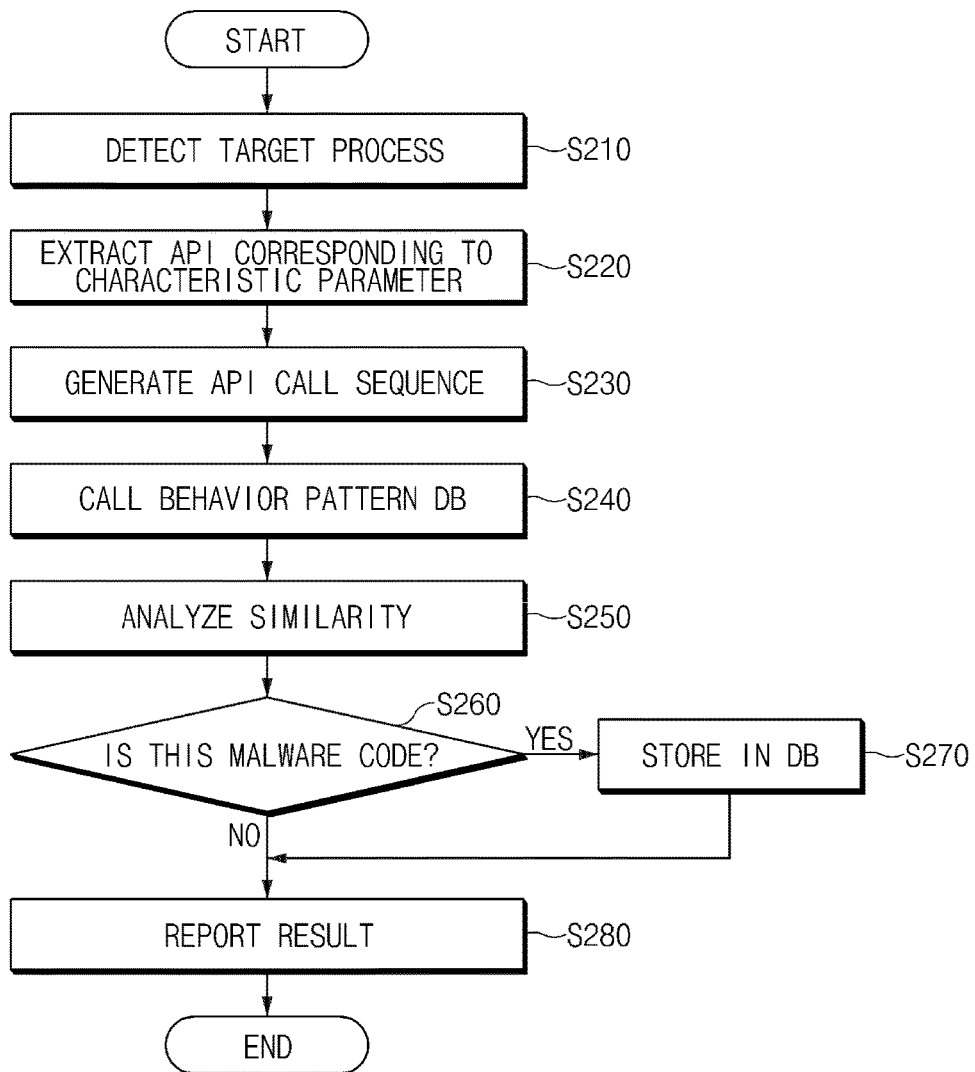 START
DETECT TARGET PROCESS
S210
EXTRACT API CORRESPONDING TO
CHARACTERISTIC PARAMETER
S220
GENERATE API CALL SEQUENCE
S230
CALL BEHAVIOR PATTERN DB
S240
ANALYZE SIMILARITY
S250
S260
IS THIS MALWARE CODE?
YES
STORE IN DB
S270
NO
REPORT RESULT
S280
END